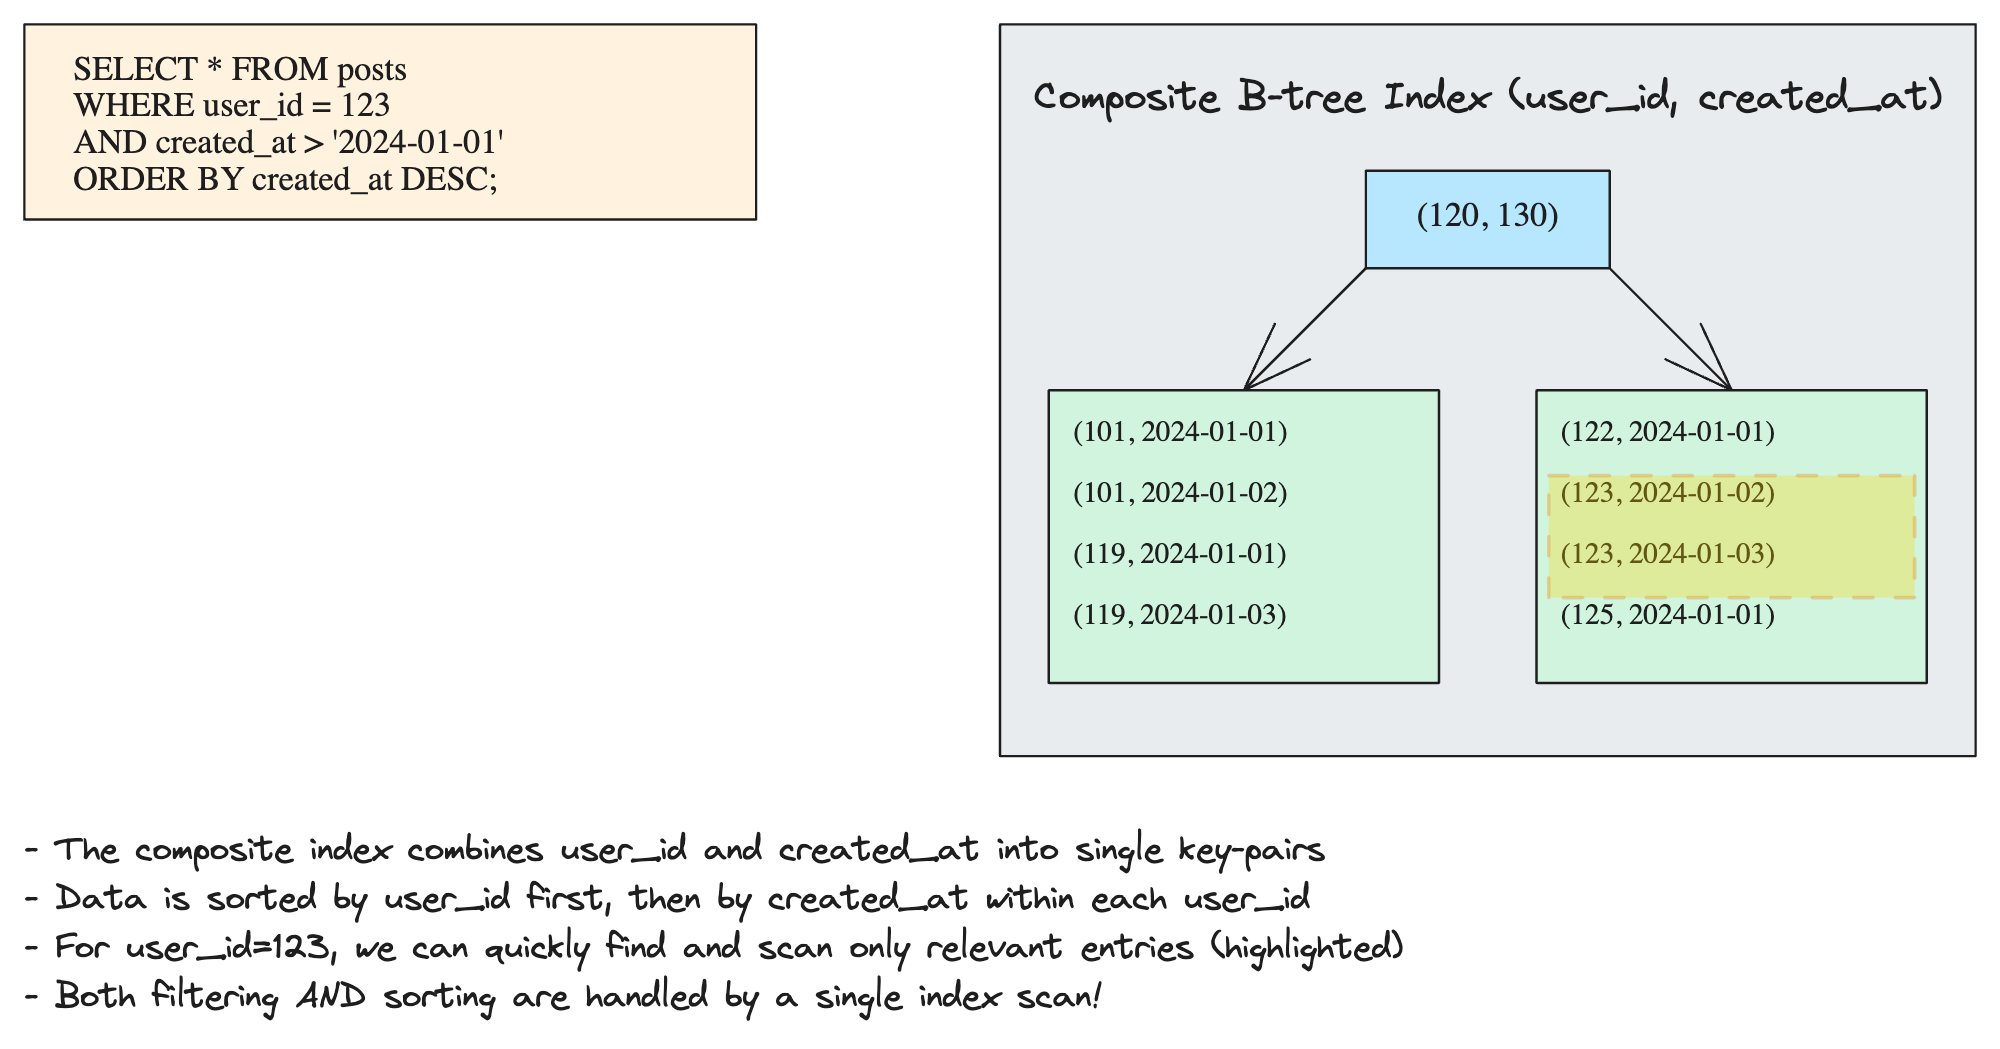 SELECT * FROM posts
WHERE user_id = 123
AND created_at > '2024-01-01'
ORDER BY created_at DESC;
Composite B-tree Index (user_id, created_at)
(120, 130)
(101, 2024-01-01)
(101, 2024-01-02)
(119, 2024-01-01)
(119, 2024-01-03)
(122, 2024-01-01)
(123, 2024-01-02)
(123, 2024-01-03)
(125, 2024-01-01)
- The composite index combines user_id and created_at into single key-pairs
- Data is sorted by user_id first, then by created_at within each user_id
- For user_id=123, we can quickly find and scan only relevant entries (highlighted)
- Both filtering AND sorting are handled by a single index scan!